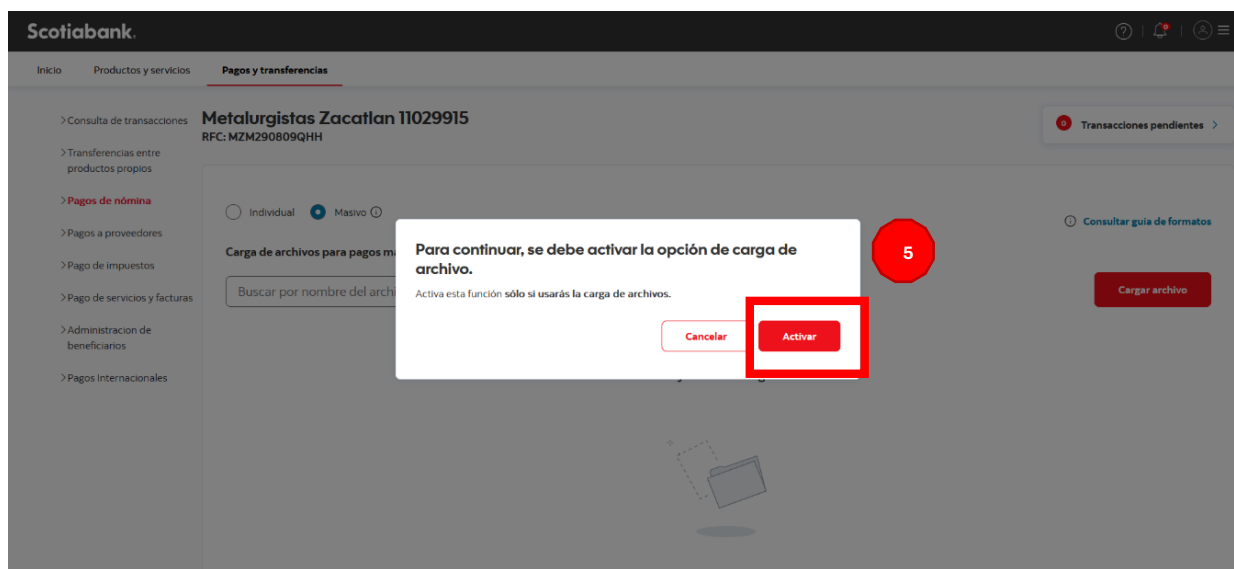 Scotiabank.
Inicio Productos y servicios Pagos y transferencias
> Consulta de transacciones
> Transferencias entre
productos propios
> Pagos de nómina
> Pagos a proveedores
> Pago de impuestos
> Pago de servicios y facturas
> Administracion de
beneficiarios
> Pagos Internacionales
Metalurgistas Zacatlan 11029915
RFC: MZM290809QHH
0 Transacciones pendientes >
Individual Masivo
Consultar guía de formatos
Carga de archivos para pagos
Buscar por nombre del
Cargar archivo
Para continuar, se debe activar la opción de carga de
archivo.
Activa esta función sólo si usarás la carga de archivos.
Cancelar Activar
5